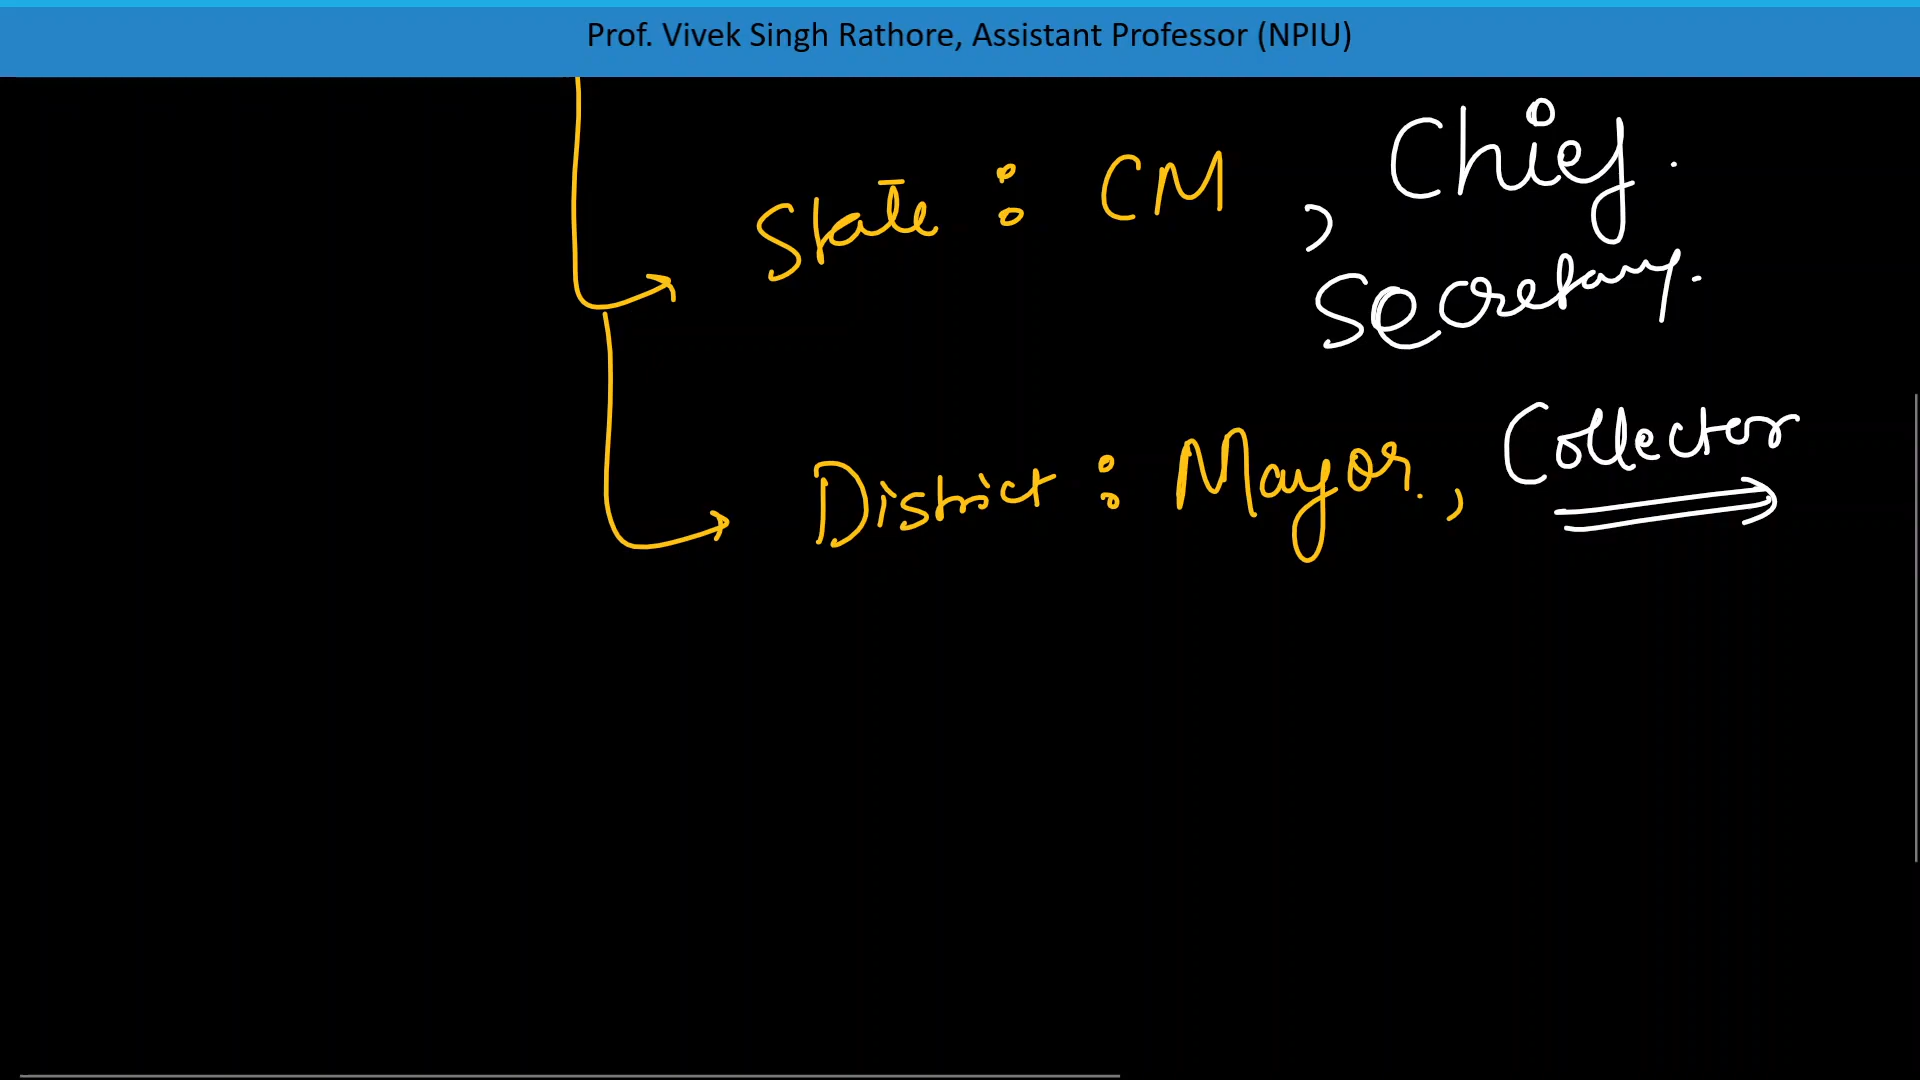 Prof. Vivek Singh Rathore, Assistant Professor (NPIU)
State : CM , Chief.
Secretary.
District : Mayor. , Collector